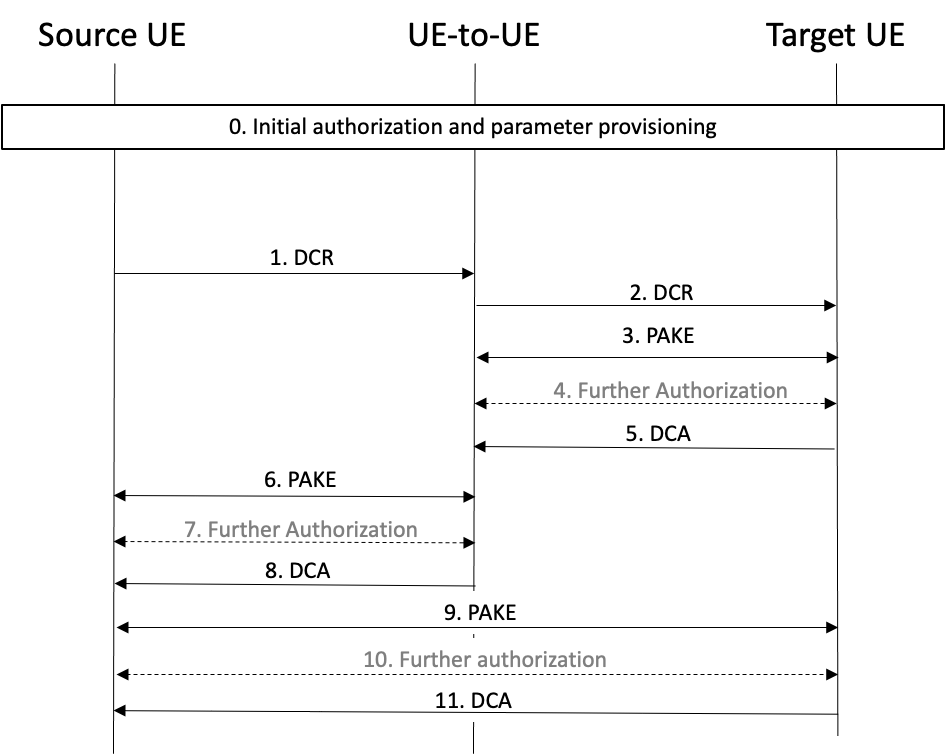 Source UE
UE-to-UE
Target UE
0. Initial authorization and parameter provisioning
1. DCR
2. DCR
3. PAKE
4. Further Authorization
5. DCA
6. PAKE
7. Further Authorization
8. DCA
9. PAKE
10. Further authorization
11. DCA